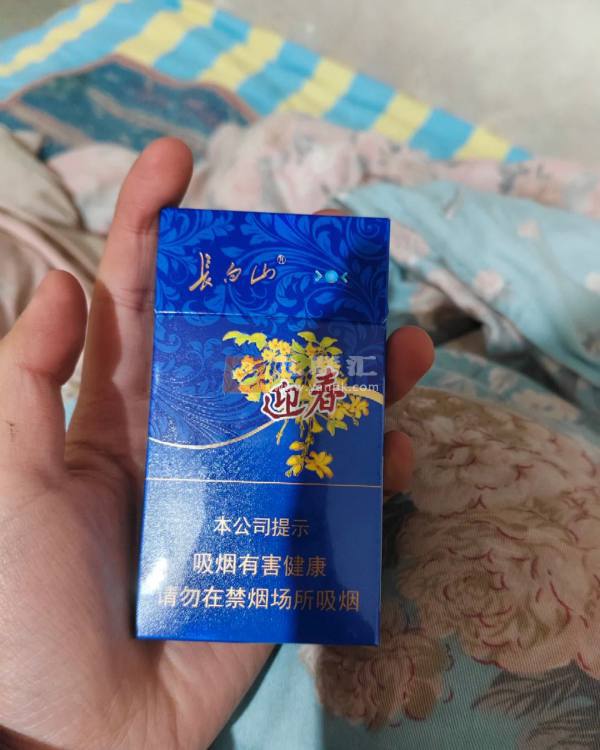 長白山®
迎春
本公司提示
吸烟有害健康
请勿在禁烟场所吸烟